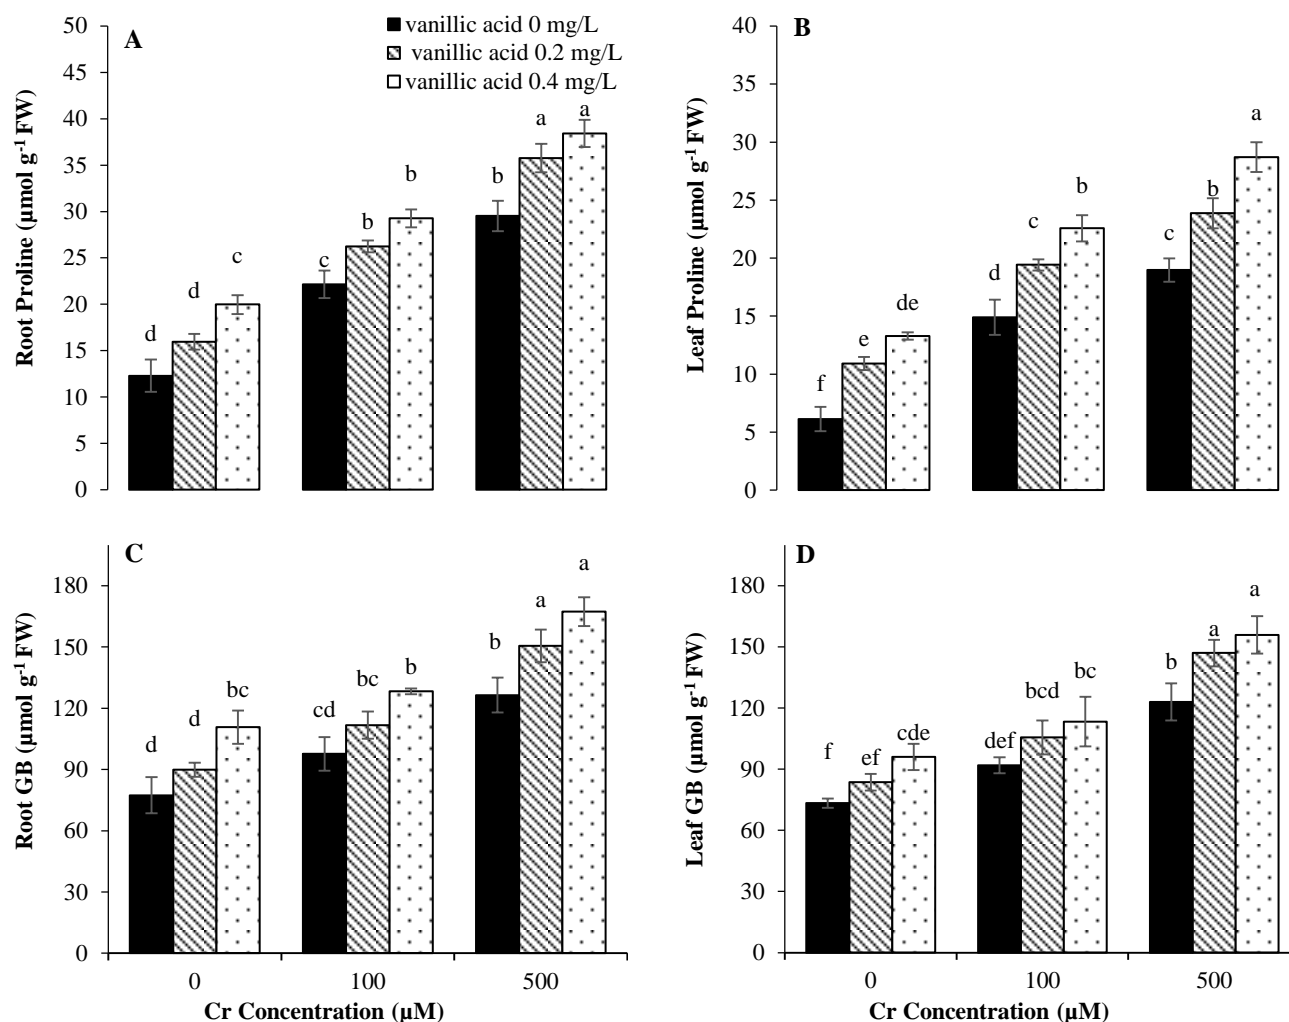 A
vanillic acid 0 mg/L
vanillic acid 0.2 mg/L
vanillic acid 0.4 mg/L
Root Proline (µmol g⁻¹ FW)
50
45
40
35
30
25
20
15
10
5
0
d
d
c
c
b
b
b
a
a
B
Leaf Proline (µmol g⁻¹ FW)
40
35
30
25
20
15
10
5
0
f
e
de
d
c
b
c
b
a
C
Root GB (µmol g⁻¹ FW)
180
150
120
90
60
30
0
d
d
bc
cd
bc
b
b
a
a
0
100
500
Cr Concentration (µM)
D
Leaf GB (µmol g⁻¹ FW)
180
150
120
90
60
30
0
f
ef
cde
def
bcd
bc
b
a
a
0
100
500
Cr Concentration (µM)